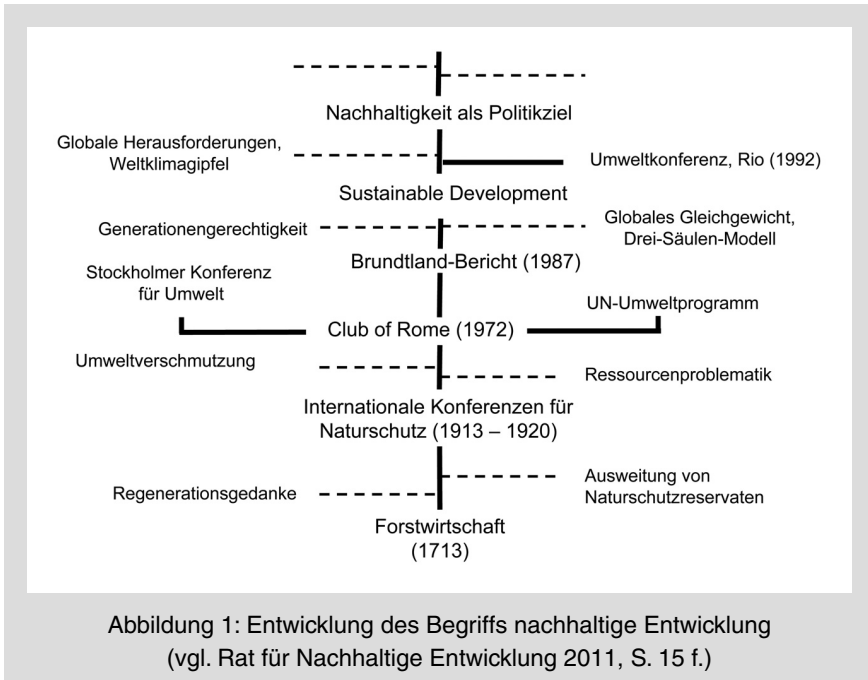 Nachhaltigkeit als Politikziel
Globale Herausforderungen,
Weltklimagipfel
Umweltkonferenz, Rio (1992)
Sustainable Development
Generationengerechtigkeit
Globales Gleichgewicht,
Drei-Säulen-Modell
Brundtland-Bericht (1987)
Stockholmer Konferenz
für Umwelt
UN-Umweltprogramm
Club of Rome (1972)
Umweltverschmutzung
Ressourcenproblematik
Internationale Konferenzen für
Naturschutz (1913 – 1920)
Regenerationsgedanke
Ausweitung von
Naturschutzreservaten
Forstwirtschaft
(1713)
Abbildung 1: Entwicklung des Begriffs nachhaltige Entwicklung
(vgl. Rat für Nachhaltige Entwicklung 2011, S. 15 f.)